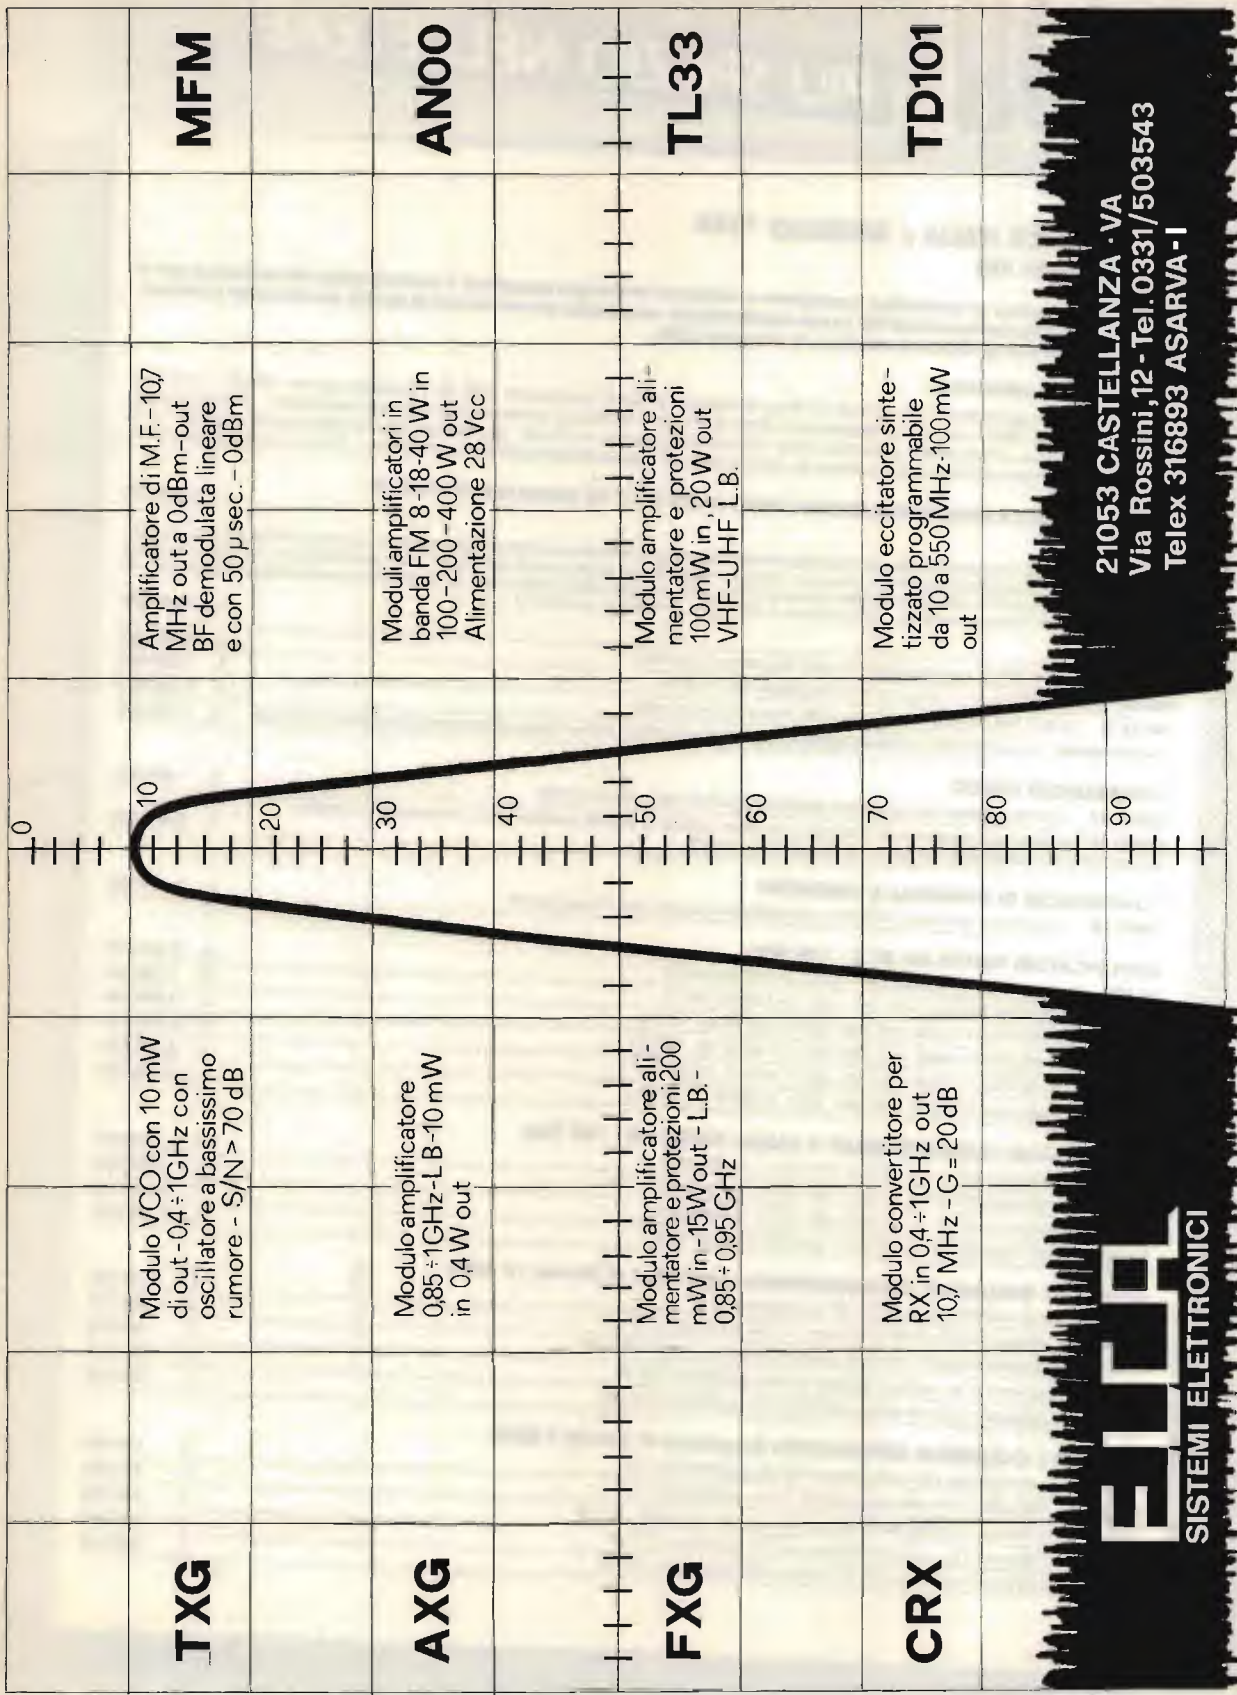 TXG
Modulo VCO con 10 mW
di out - 0,4 ÷ 1GHz con
oscillatore a bassissimo
rumore - S/N > 70 dB
AXG
Modulo amplificatore
0,85 ÷ 1GHz - L B - 10 mW
in 0,4 W out
FXG
Modulo amplificatore ali-
mentatore e protezioni 200
mW in - 15 W out - L.B. -
0,85 ÷ 0,95 GHz
CRX
Modulo convertitore per
RX in 0,4 ÷ 1GHz out
10,7 MHz - G = 20 dB
0
10
20
30
40
50
60
70
80
90
MFM
Amplificatore di M.F. - 10,7
MHz out a 0dBm - out
BF demodulata lineare
e con 50 µ sec. - 0dBm
AN00
Moduli amplificatori in
banda FM 8-18-40 W in
100-200-400 W out
Alimentazione 28 Vcc
TL33
Modulo amplificatore ali-
mentatore e protezioni
100 mW in, 20 W out
VHF-UHF L.B.
TD101
Modulo eccitatore sinte-
tizzato programmabile
da 10 a 550 MHz-100 mW
out
ELCA
SISTEMI ELETTRONICI
21053 CASTELLANZA - VA
Via Rossini, 12 - Tel. 0331/503543
Telex 316893 ASARVA - I